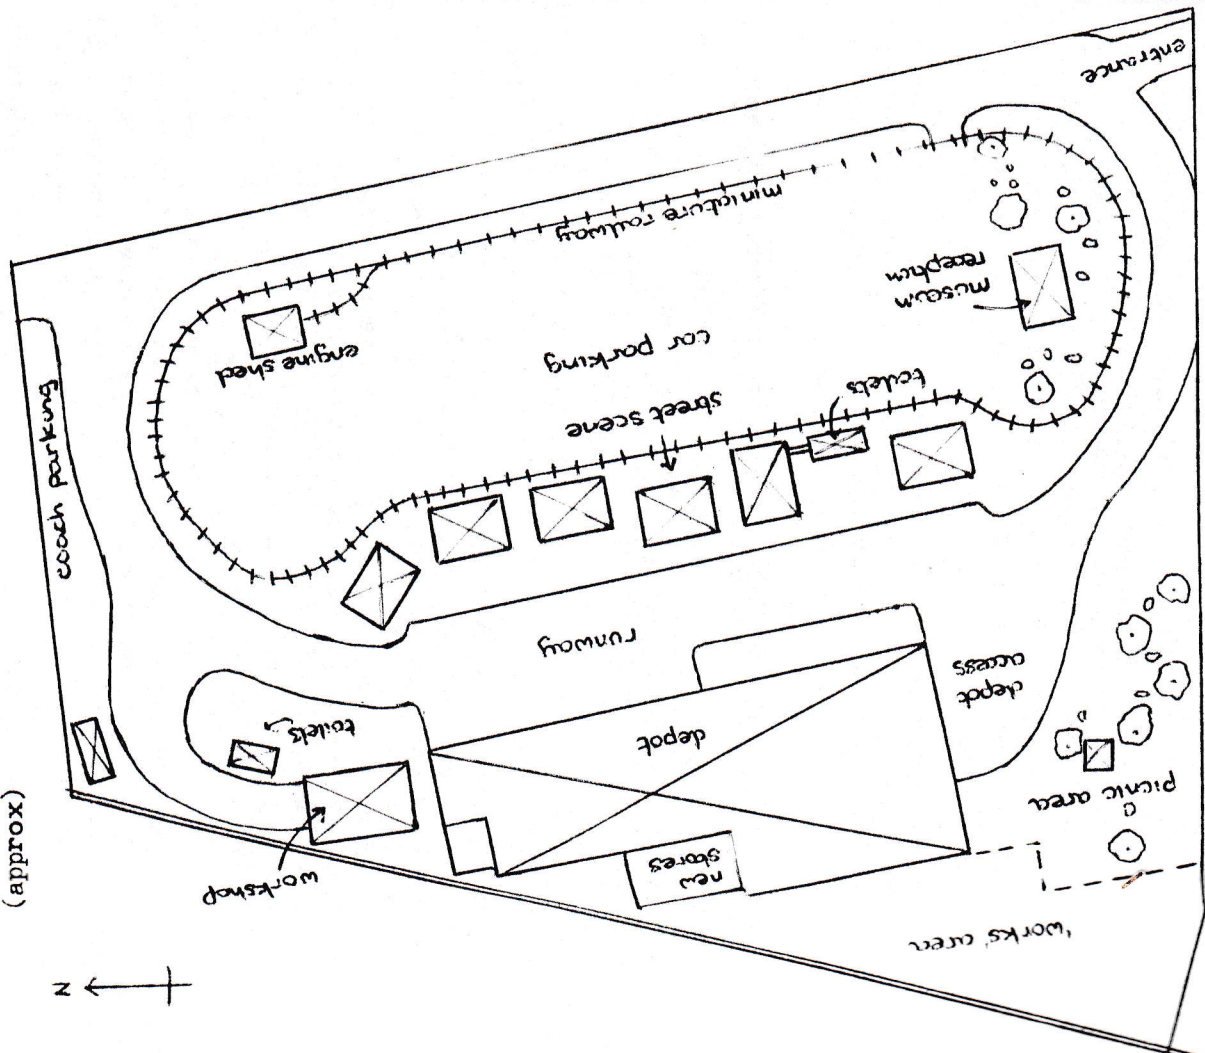 entrance
miniature railway
museum
reception
engine shed
car parking
street scene
toilets
coach parking
runway
depot
access
toilets
depot
picnic area
workshop
new
stores
'works' area
(approx)
N